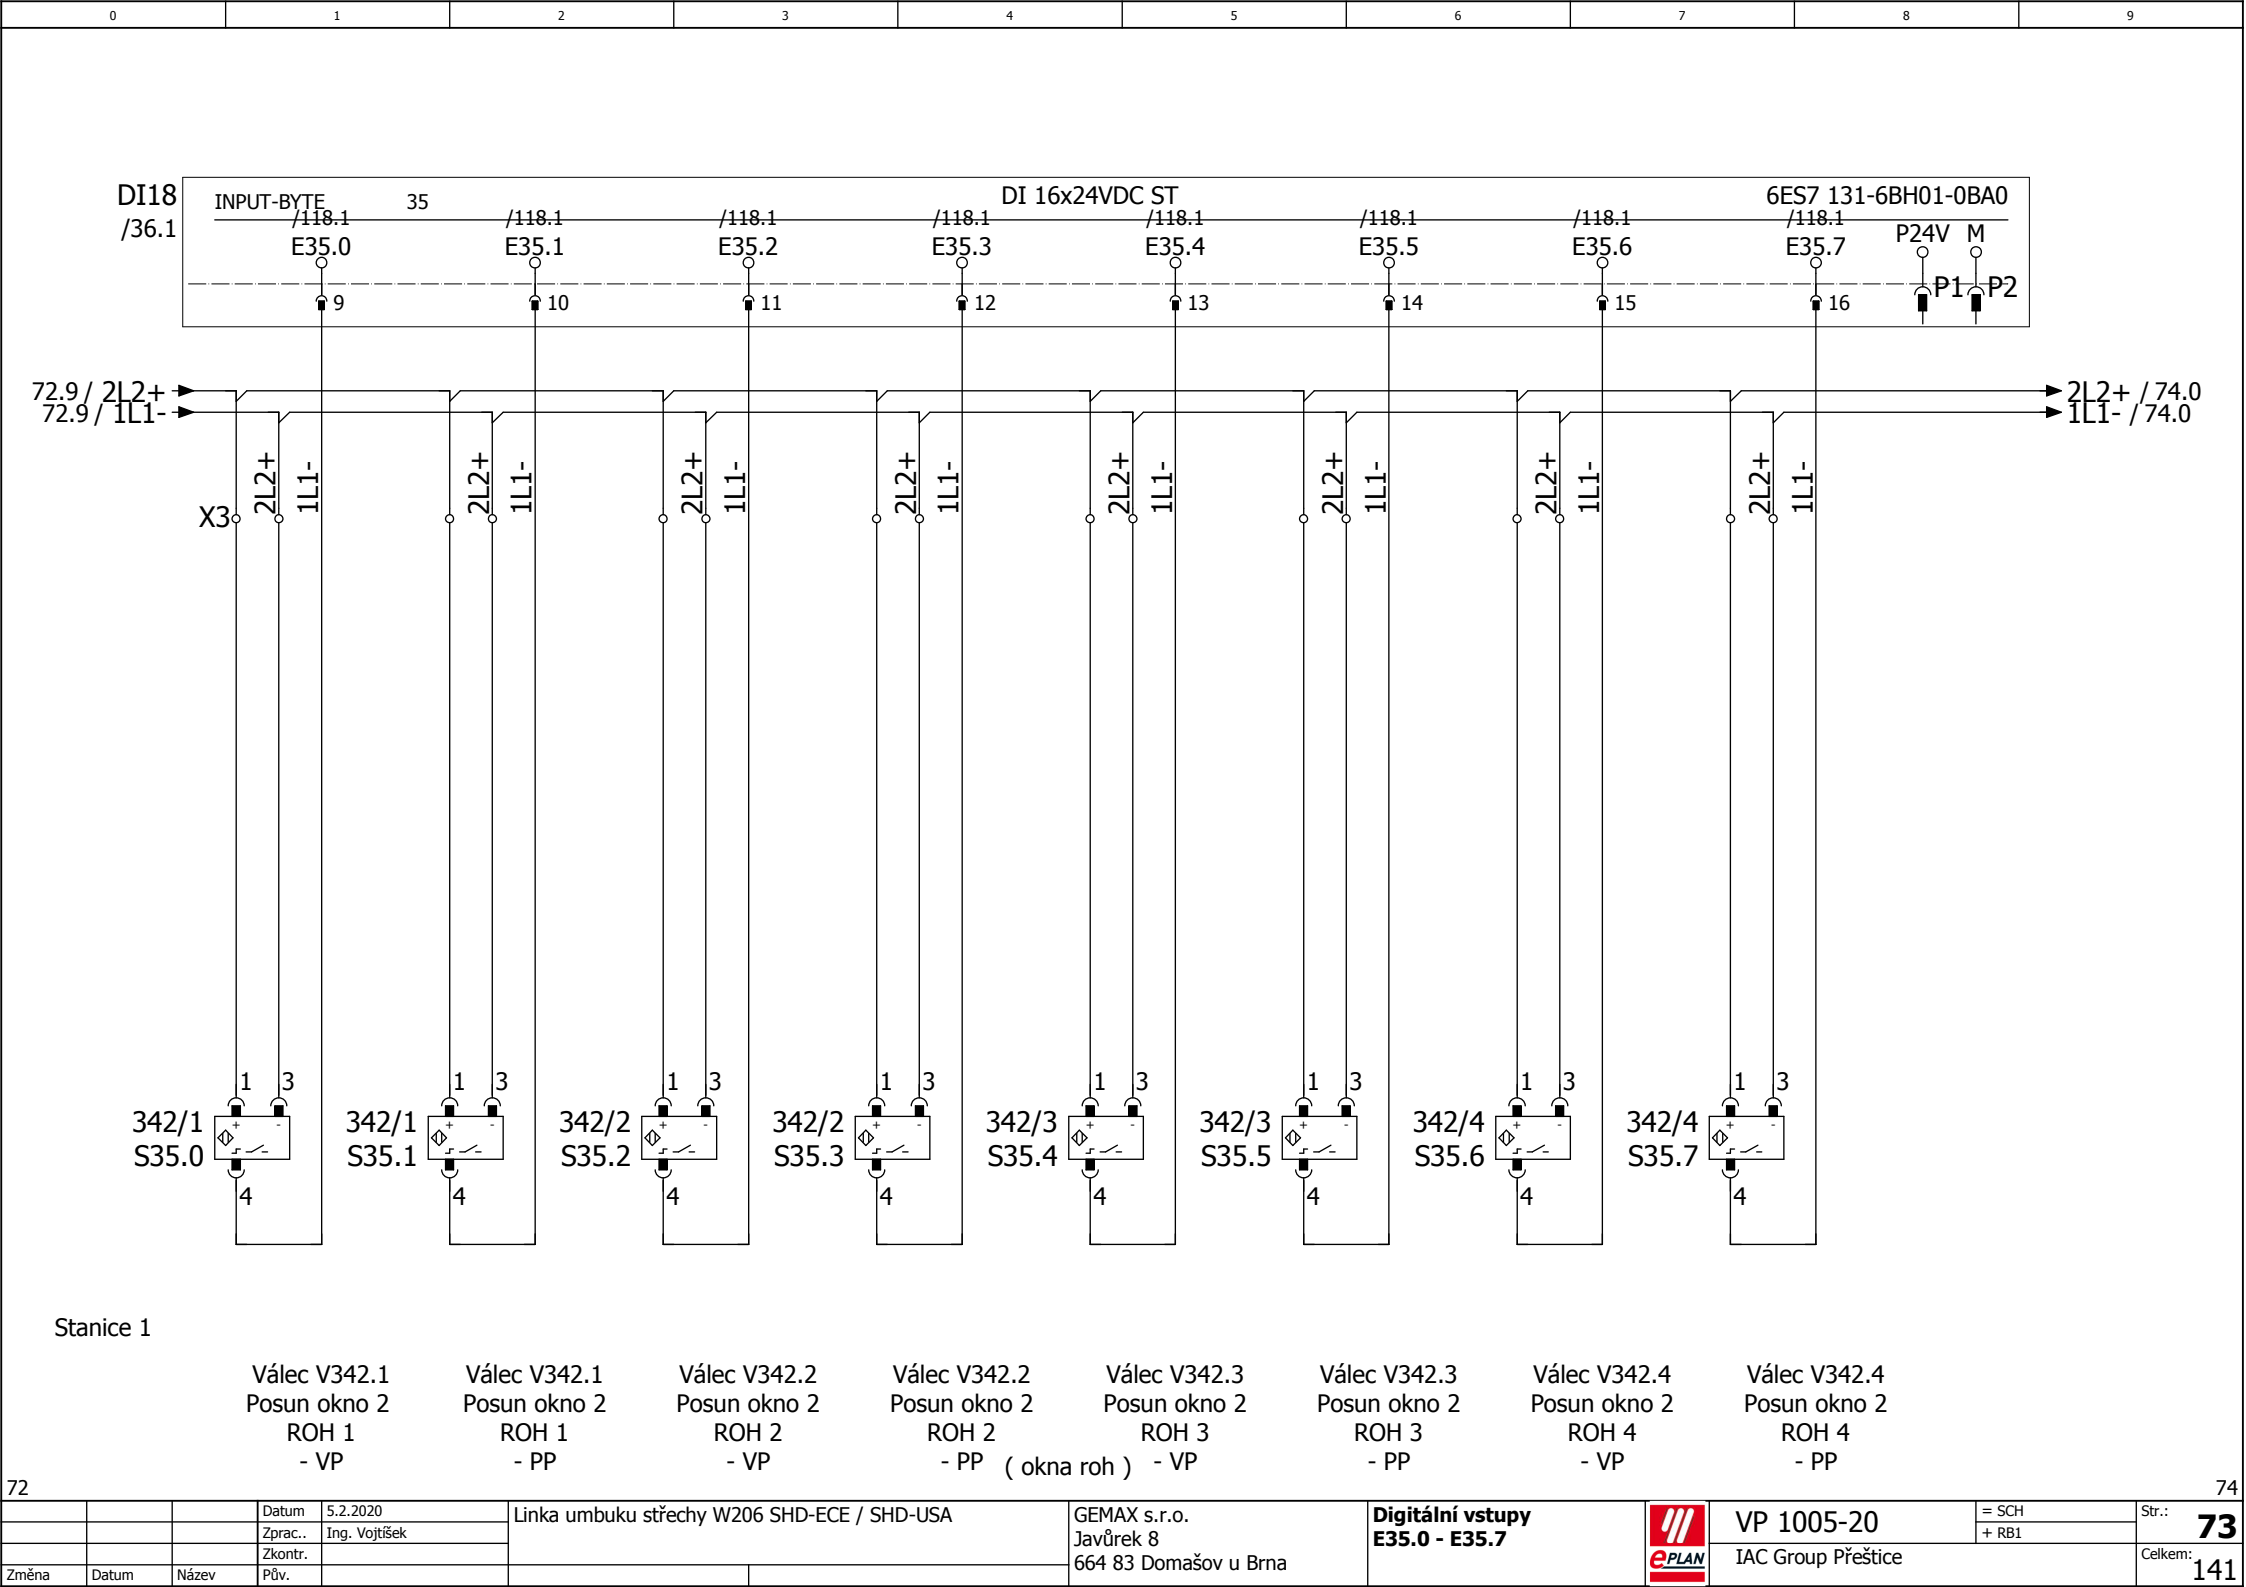 0 1 2 3 4 5 6 7 8 9
DI18
/36.1
INPUT-BYTE 35 DI 16x24VDC ST 6ES7 131-6BH01-0BA0
/118.1 /118.1 /118.1 /118.1 /118.1 /118.1 /118.1 /118.1
E35.0 E35.1 E35.2 E35.3 E35.4 E35.5 E35.6 E35.7 P24V M
9 10 11 12 13 14 15 16 P1 P2
72.9 / 2L2+ 2L2+ / 74.0
72.9 / 1L1- 1L1- / 74.0
2L2+ 1L1- 2L2+ 1L1- 2L2+ 1L1- 2L2+ 1L1- 2L2+ 1L1- 2L2+ 1L1- 2L2+ 1L1- 2L2+ 1L1-
X3
1 3 1 3 1 3 1 3 1 3 1 3 1 3 1 3
342/1 342/1 342/2 342/2 342/3 342/3 342/4 342/4
+ - + - + - + - + - + - + - + -
S35.0 S35.1 S35.2 S35.3 S35.4 S35.5 S35.6 S35.7
4 4 4 4 4 4 4 4
Stanice 1
Válec V342.1 Válec V342.1 Válec V342.2 Válec V342.2 Válec V342.3 Válec V342.3 Válec V342.4 Válec V342.4
Posun okno 2 Posun okno 2 Posun okno 2 Posun okno 2 Posun okno 2 Posun okno 2 Posun okno 2 Posun okno 2
ROH 1 ROH 1 ROH 2 ROH 2 ROH 3 ROH 3 ROH 4 ROH 4
- VP - PP - VP - PP ( okna roh ) - VP - PP - VP - PP
72 74
Datum 5.2.2020
Zprac.. Ing. Vojtíšek
Zkontr.
Změna Datum Název Pův.
Linka umbuku střechy W206 SHD-ECE / SHD-USA
GEMAX s.r.o.
Javůrek 8
664 83 Domašov u Brna
Digitální vstupy
E35.0 - E35.7
ePLAN
VP 1005-20
IAC Group Přeštice
= SCH
+ RB1
Str.: 73
Celkem: 141